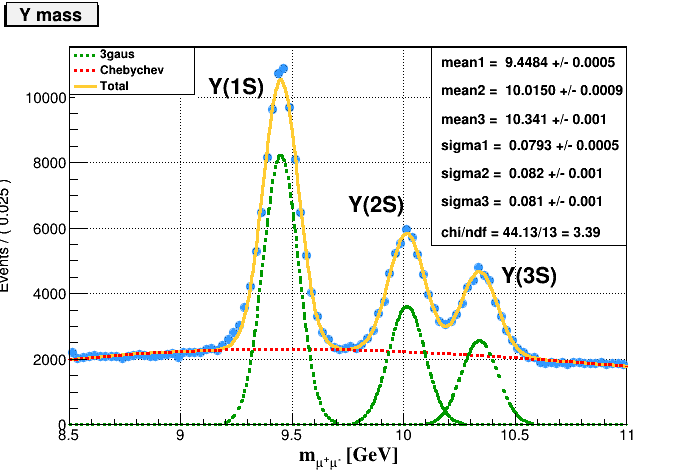 Y mass
3gaus
Chebychev
Total
Y(1S)
Y(2S)
Y(3S)
mean1 = 9.4484 +/- 0.0005
mean2 = 10.0150 +/- 0.0009
mean3 = 10.341 +/- 0.001
sigma1 = 0.0793 +/- 0.0005
sigma2 = 0.082 +/- 0.001
sigma3 = 0.081 +/- 0.001
chi/ndf = 44.13/13 = 3.39
Events / ( 0.025 )
10000
8000
6000
4000
2000
0
8.5 9 9.5 10 10.5 11
m_μ⁺μ⁻ [GeV]